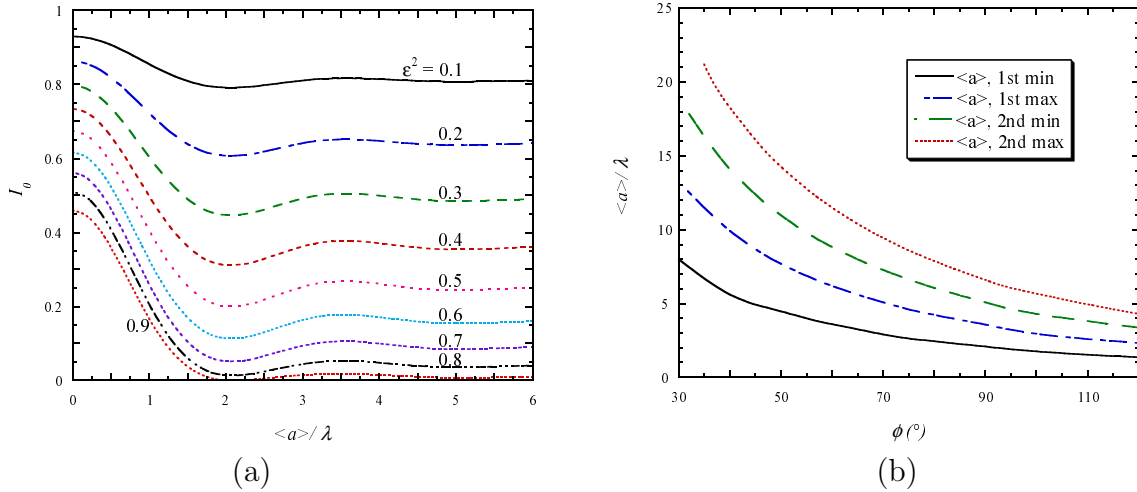 1
0.8
0.6
0.4
0.2
0
I₀
ε² = 0.1
0.2
0.3
0.4
0.5
0.6
0.7
0.8
0.9
0 1 2 3 4 5 6
<a>/ λ
(a)
25
20
15
10
5
0
<a>/ λ
<a>, 1st min
<a>, 1st max
<a>, 2nd min
<a>, 2nd max
30 50 70 90 110
ϕ (°)
(b)